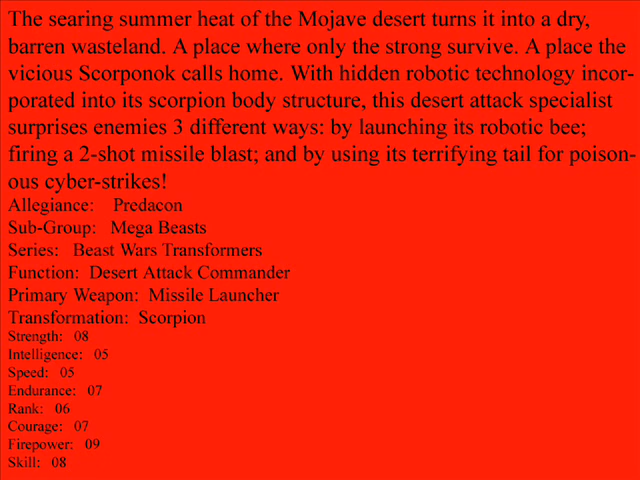 The searing summer heat of the Mojave desert turns it into a dry,
barren wasteland. A place where only the strong survive. A place the
vicious Scorponok calls home. With hidden robotic technology incor-
porated into its scorpion body structure, this desert attack specialist
surprises enemies 3 different ways: by launching its robotic bee;
firing a 2-shot missile blast; and by using its terrifying tail for poison-
ous cyber-strikes!
Allegiance: Predacon
Sub-Group: Mega Beasts
Series: Beast Wars Transformers
Function: Desert Attack Commander
Primary Weapon: Missile Launcher
Transformation: Scorpion
Strength: 08
Intelligence: 05
Speed: 05
Endurance: 07
Rank: 06
Courage: 07
Firepower: 09
Skill: 08